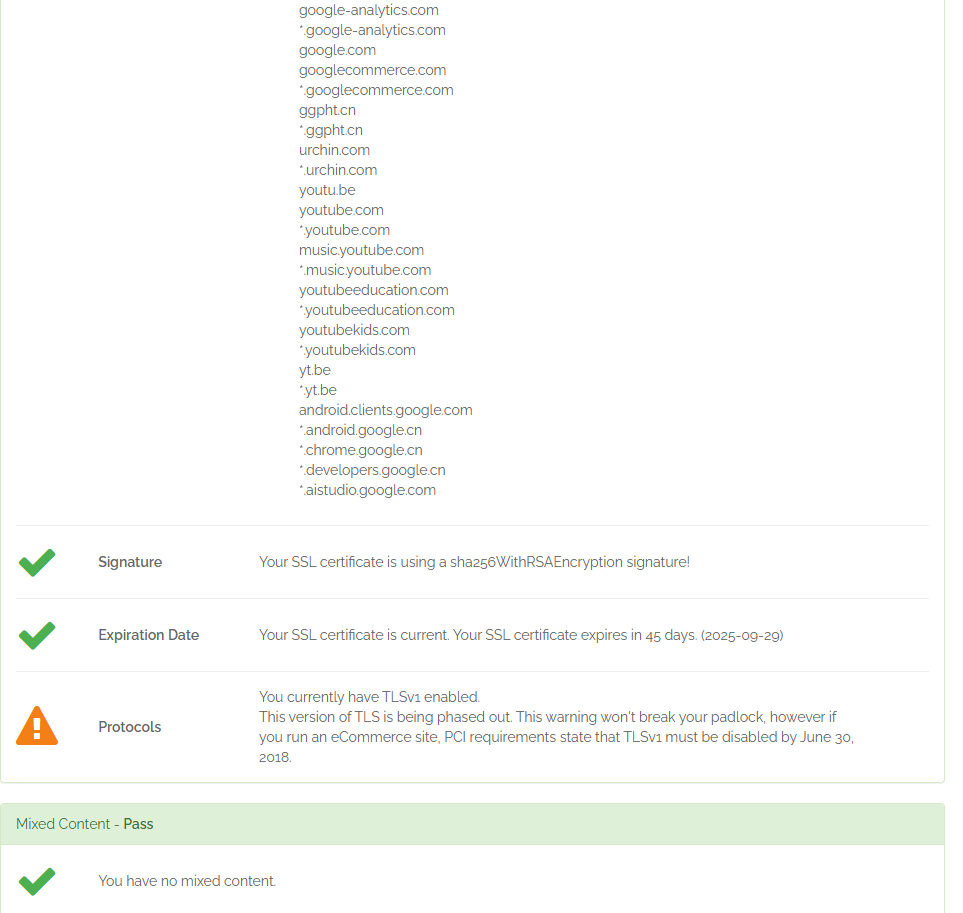 google-analytics.com
*.google-analytics.com
google.com
googlecommerce.com
*.googlecommerce.com
ggpht.cn
*.ggpht.cn
urchin.com
*.urchin.com
youtu.be
youtube.com
*.youtube.com
music.youtube.com
*.music.youtube.com
youtubeeducation.com
*.youtubeeducation.com
youtubekids.com
*.youtubekids.com
yt.be
*.yt.be
android.clients.google.com
*.android.google.cn
*.chrome.google.cn
*.developers.google.cn
*.aistudio.google.com
Signature Your SSL certificate is using a sha256WithRSAEncryption signature!
Expiration Date Your SSL certificate is current. Your SSL certificate expires in 45 days. (2025-09-29)
Protocols
You currently have TLSv1 enabled.
This version of TLS is being phased out. This warning won't break your padlock, however if
you run an eCommerce site, PCI requirements state that TLSv1 must be disabled by June 30,
2018.
Mixed Content - Pass
You have no mixed content.